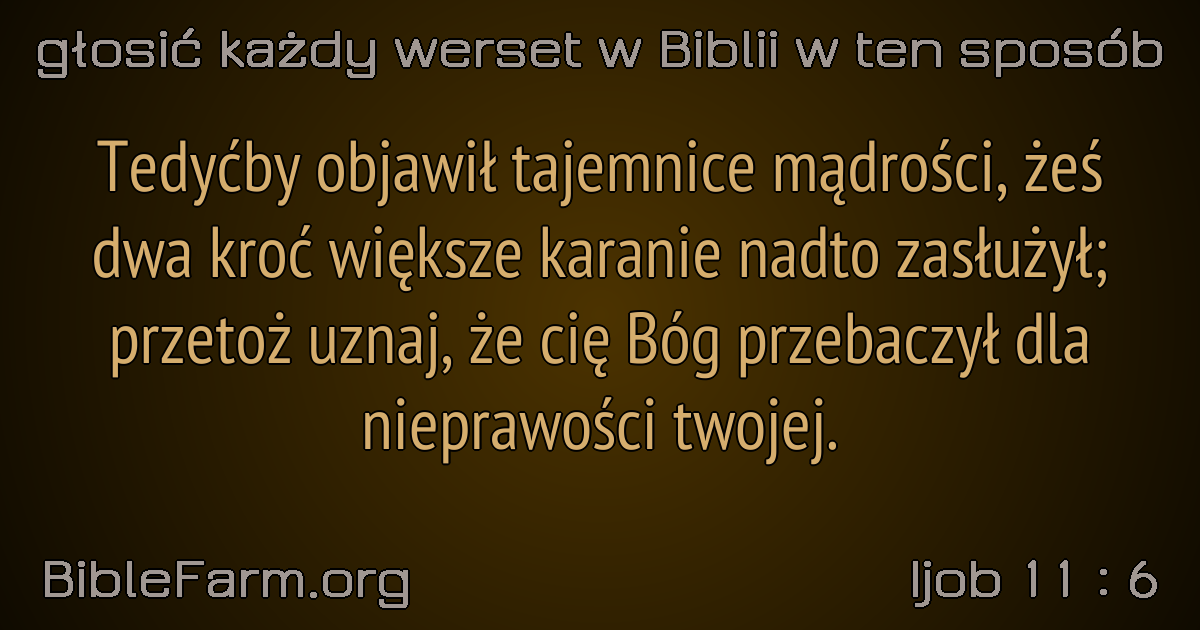 głosić każdy werset w Biblii w ten sposób
Tedyćby objawił tajemnice mądrości, żeś
dwa kroć większe karanie nadto zasłużył;
przetoż uznaj, że cię Bóg przebaczył dla
nieprawości twojej.
BibleFarm.org
Ijob 11 : 6